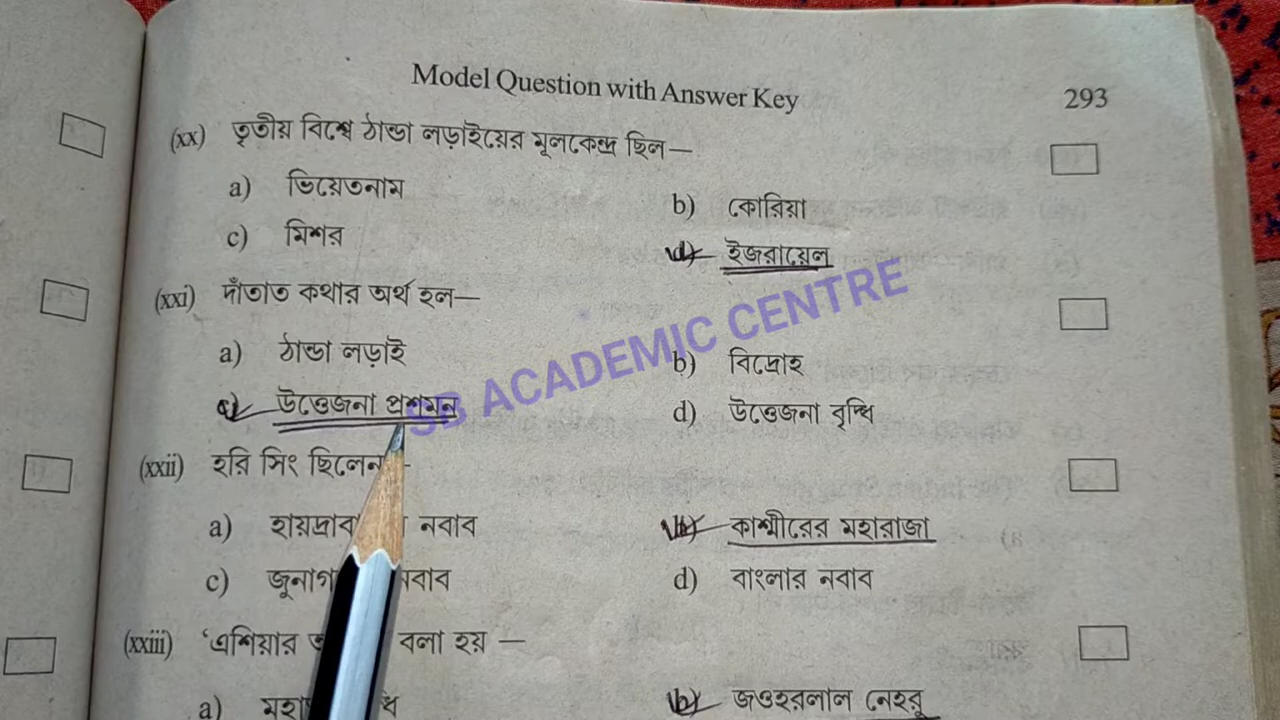 Model Question with Answer Key
293
(xx) তৃতীয় বিশ্বে ঠান্ডা লড়াইয়ের মূলকেন্দ্র ছিল—
a) ভিয়েতনাম
b) কোরিয়া
c) মিশর
d) ইজরায়েল
(xxi) দাঁতাত কথার অর্থ হল—
a) ঠান্ডা লড়াই
b) বিদ্রোহ
c) উত্তেজনা প্রশমন
d) উত্তেজনা বৃদ্ধি
SB ACADEMIC CENTRE
(xxii) হরি সিং ছিলেন
a) নবাব
b) কাশ্মীরের মহারাজা
c) নবাব
d) বাংলার নবাব
(xxiii) ‘এশিয়ার বলা হয় —
a)
b) জওহরলাল নেহরু